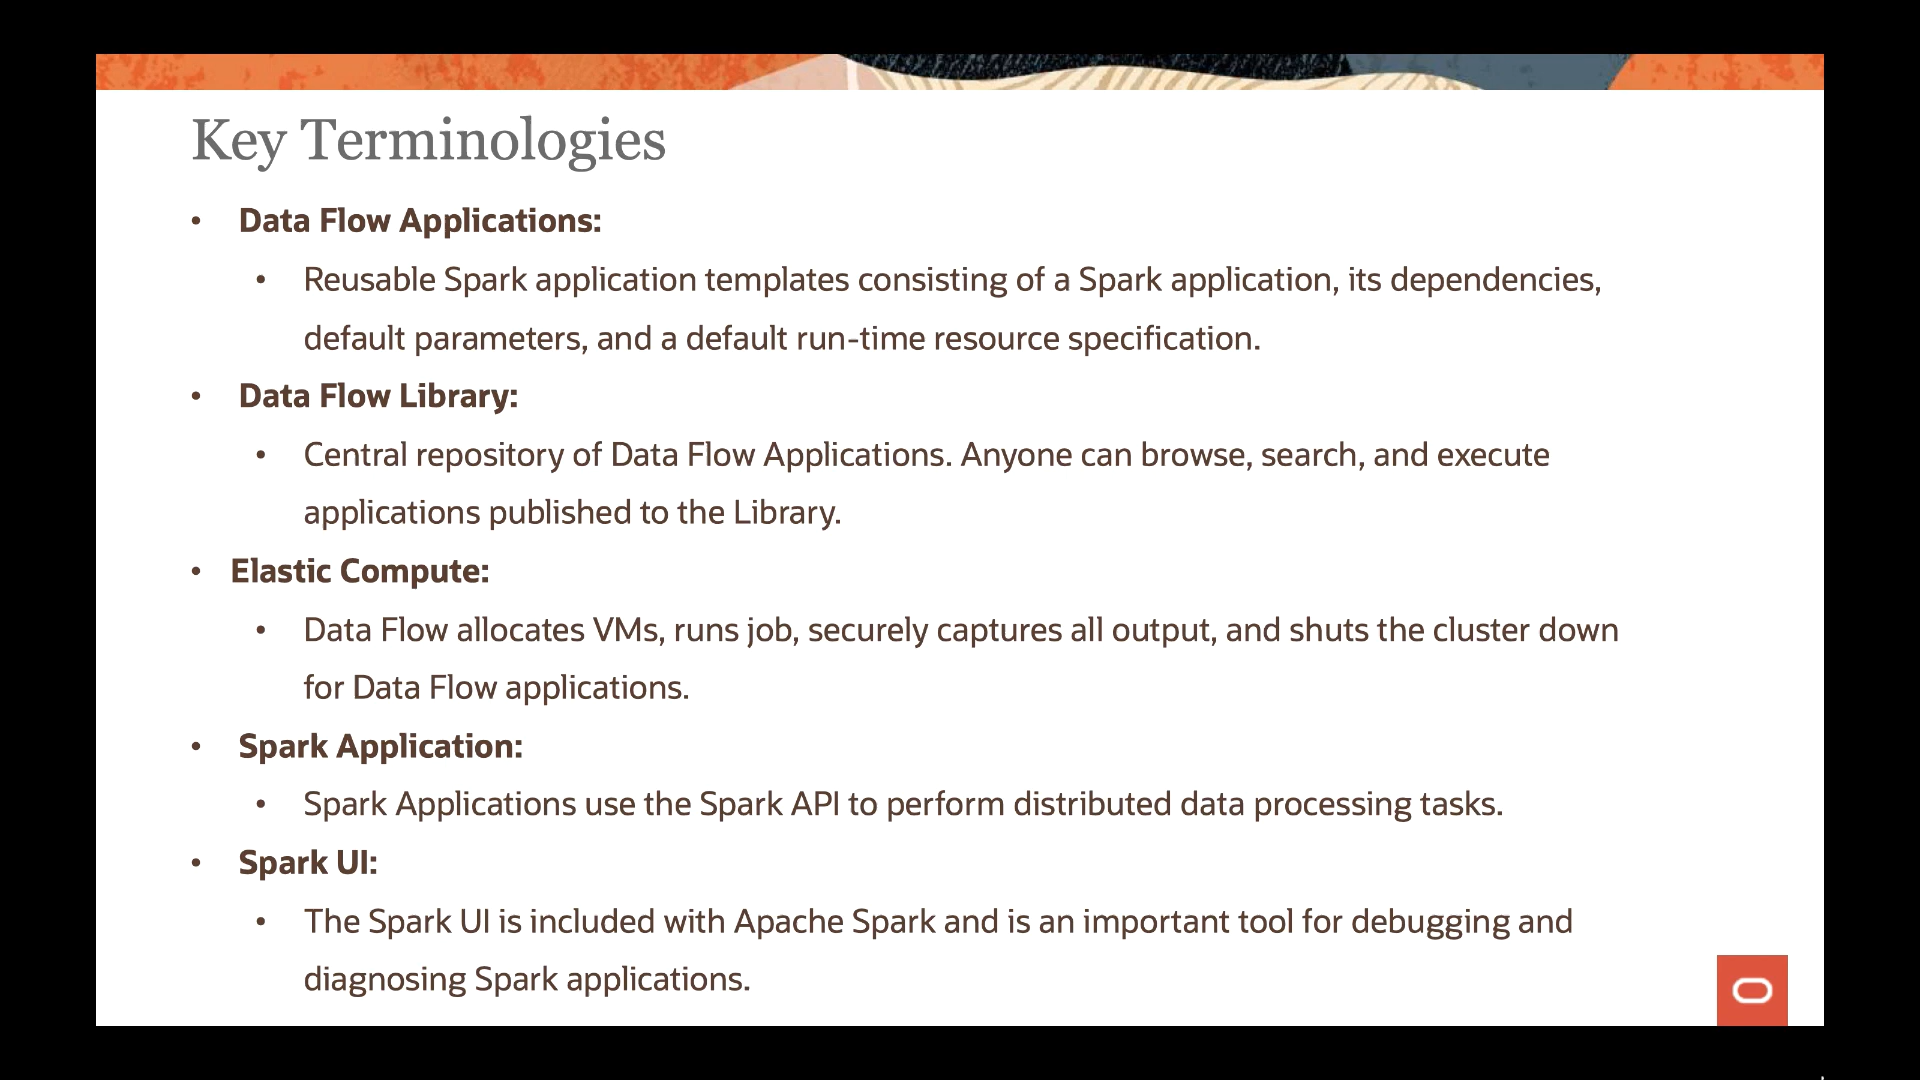 Key Terminologies
• Data Flow Applications:
• Reusable Spark application templates consisting of a Spark application, its dependencies,
default parameters, and a default run-time resource specification.
• Data Flow Library:
• Central repository of Data Flow Applications. Anyone can browse, search, and execute
applications published to the Library.
• Elastic Compute:
• Data Flow allocates VMs, runs job, securely captures all output, and shuts the cluster down
for Data Flow applications.
• Spark Application:
• Spark Applications use the Spark API to perform distributed data processing tasks.
• Spark UI:
• The Spark UI is included with Apache Spark and is an important tool for debugging and
diagnosing Spark applications.